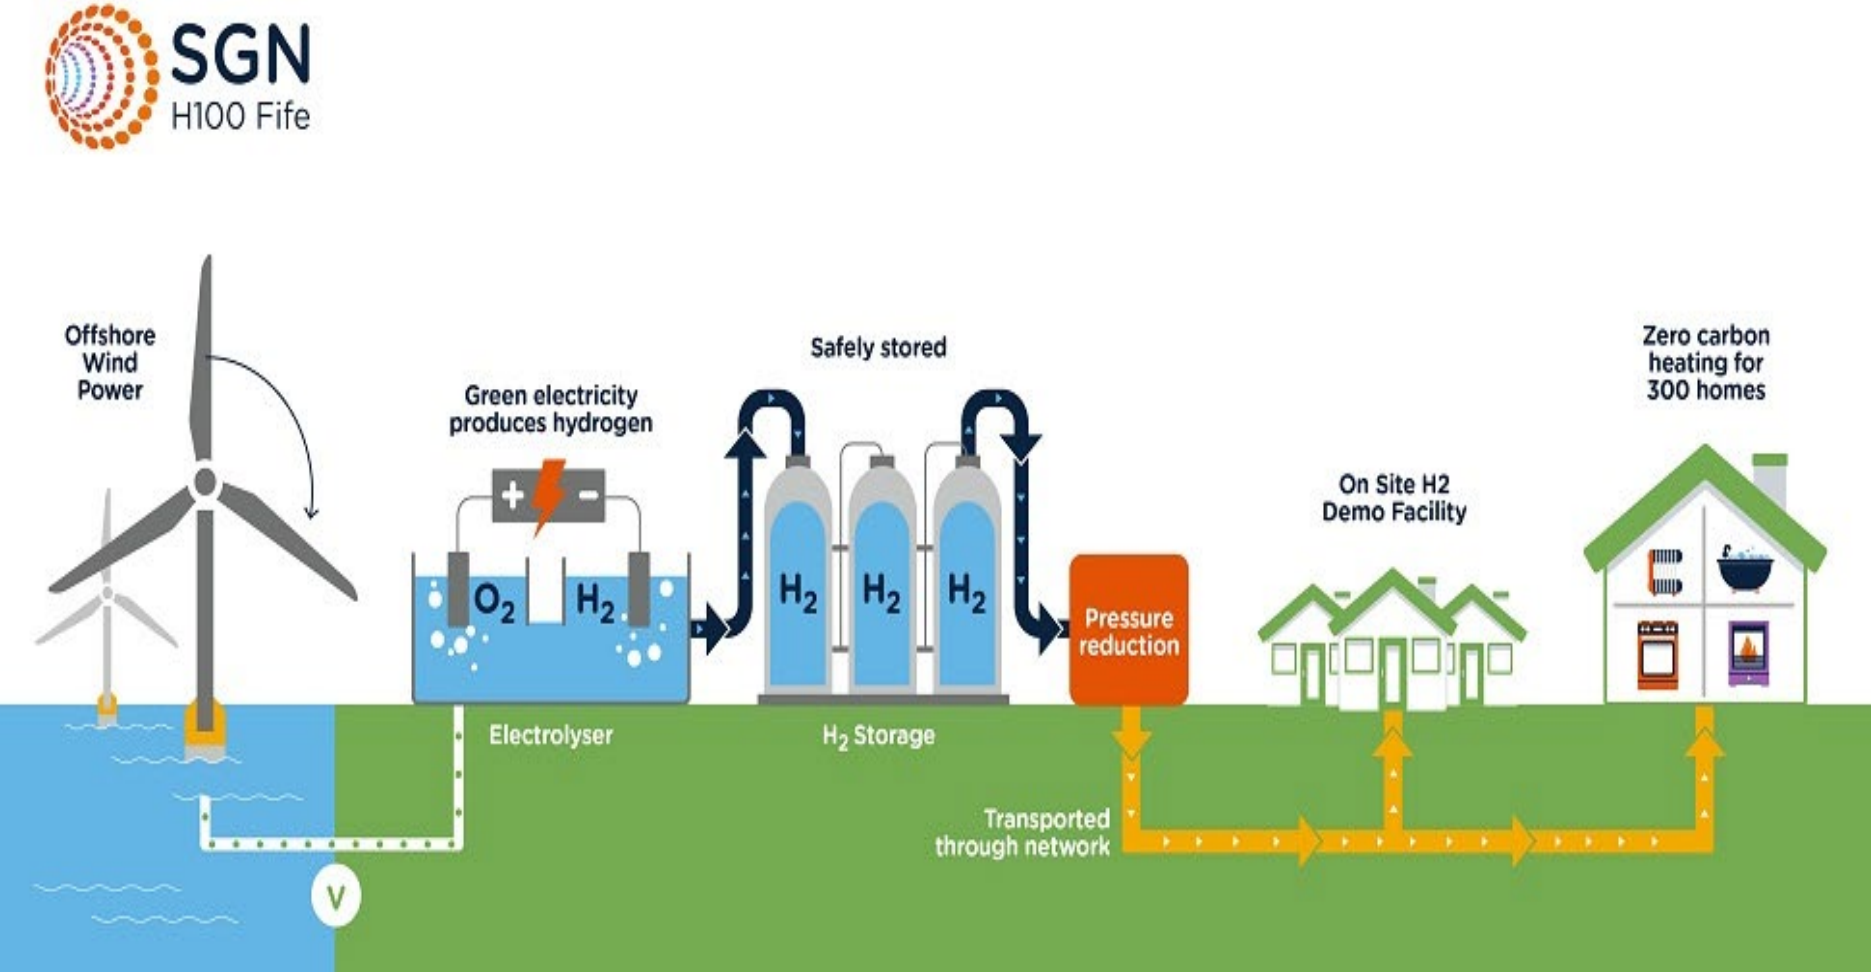 SGN
H100 Fife
Offshore
Wind
Power
Green electricity
produces hydrogen
+ -
O2
H2
Electrolyser
Safely stored
H2
H2
H2
H2 Storage
Pressure
reduction
Transported
through network
On Site H2
Demo Facility
Zero carbon
heating for
300 homes
V